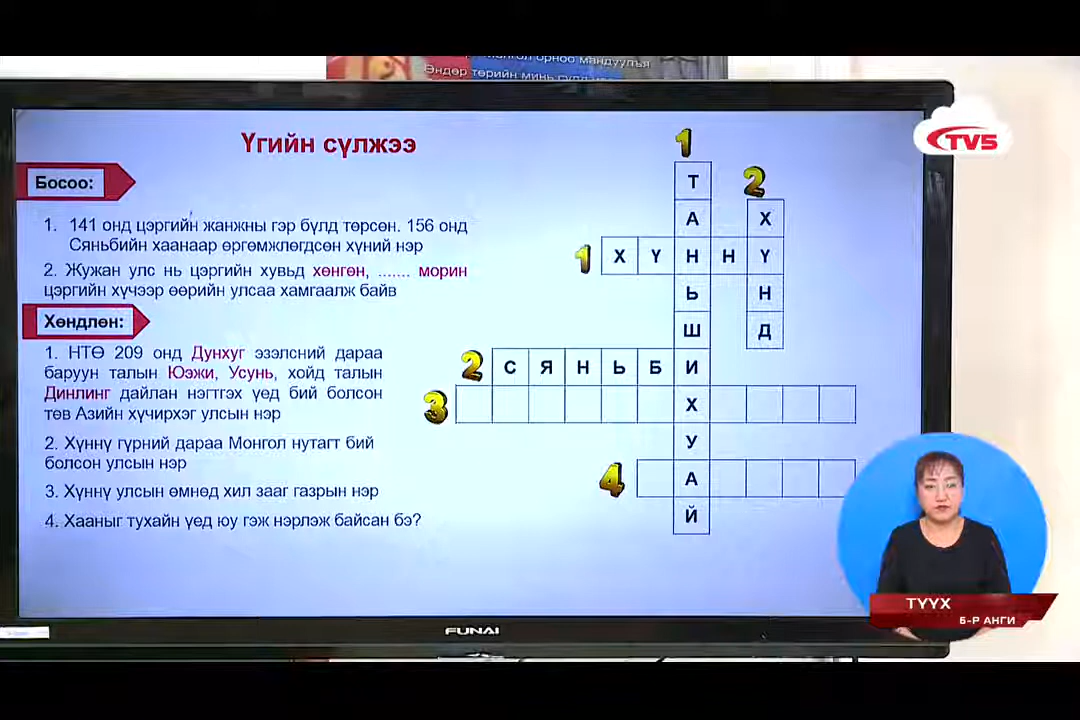 Өндөр төрийн минь
TV5
Үгийн сүлжээ
Босоо:
1. 141 онд цэргийн жанжны гэр бүлд төрсөн. 156 онд
Сяньбийн хаанаар өргөмжлөгдсөн хүний нэр
2. Жужан улс нь цэргийн хувьд хөнгөн, ....... морин
цэргийн хүчээр өөрийн улсаа хамгаалж байв
Хөндлөн:
1. НТӨ 209 онд Дунхуг эзэлсний дараа
баруун талын Юэжи, Усунь, хойд талын
Динлинг дайлан нэгтгэх үед бий болсон
төв Азийн хүчирхэг улсын нэр
2. Хүннү гүрний дараа Монгол нутагт бий
болсон улсын нэр
3. Хүннү улсын өмнөд хил зааг газрын нэр
4. Хааныг тухайн үед юу гэж нэрлэж байсан бэ?
1
Т
2
А Х
1 Х Ү Н Н Ү
Ь Н
Ш Д
2 С Я Н Ь Б И
3 Х
У
4 А
Й
FUNAI
ТҮҮХ
6-Р АНГИ